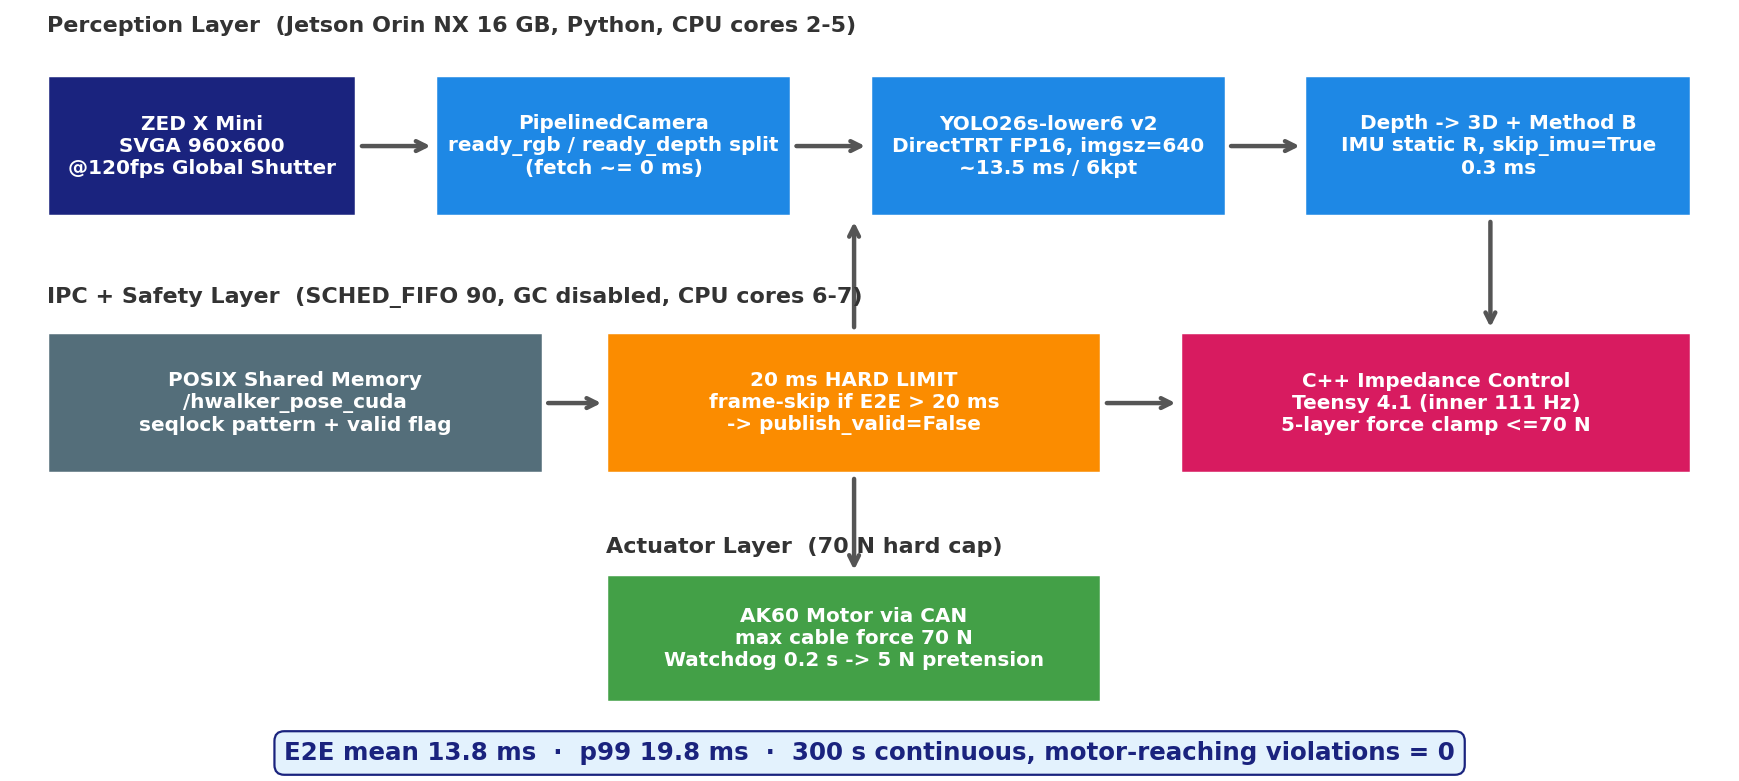 Perception Layer  (Jetson Orin NX 16 GB, Python, CPU cores 2-5)
ZED X Mini
SVGA 960x600
@120fps Global Shutter
PipelinedCamera
ready_rgb / ready_depth split
(fetch ~= 0 ms)
YOLO26s-lower6 v2
DirectTRT FP16, imgsz=640
~13.5 ms / 6kpt
Depth -> 3D + Method B
IMU static R, skip_imu=True
0.3 ms
IPC + Safety Layer  (SCHED_FIFO 90, GC disabled, CPU cores 6-7)
POSIX Shared Memory
/hwalker_pose_cuda
seqlock pattern + valid flag
20 ms HARD LIMIT
frame-skip if E2E > 20 ms
-> publish_valid=False
C++ Impedance Control
Teensy 4.1 (inner 111 Hz)
5-layer force clamp <=70 N
Actuator Layer  (70 N hard cap)
AK60 Motor via CAN
max cable force 70 N
Watchdog 0.2 s -> 5 N pretension
E2E mean 13.8 ms  ·  p99 19.8 ms  ·  300 s continuous, motor-reaching violations = 0